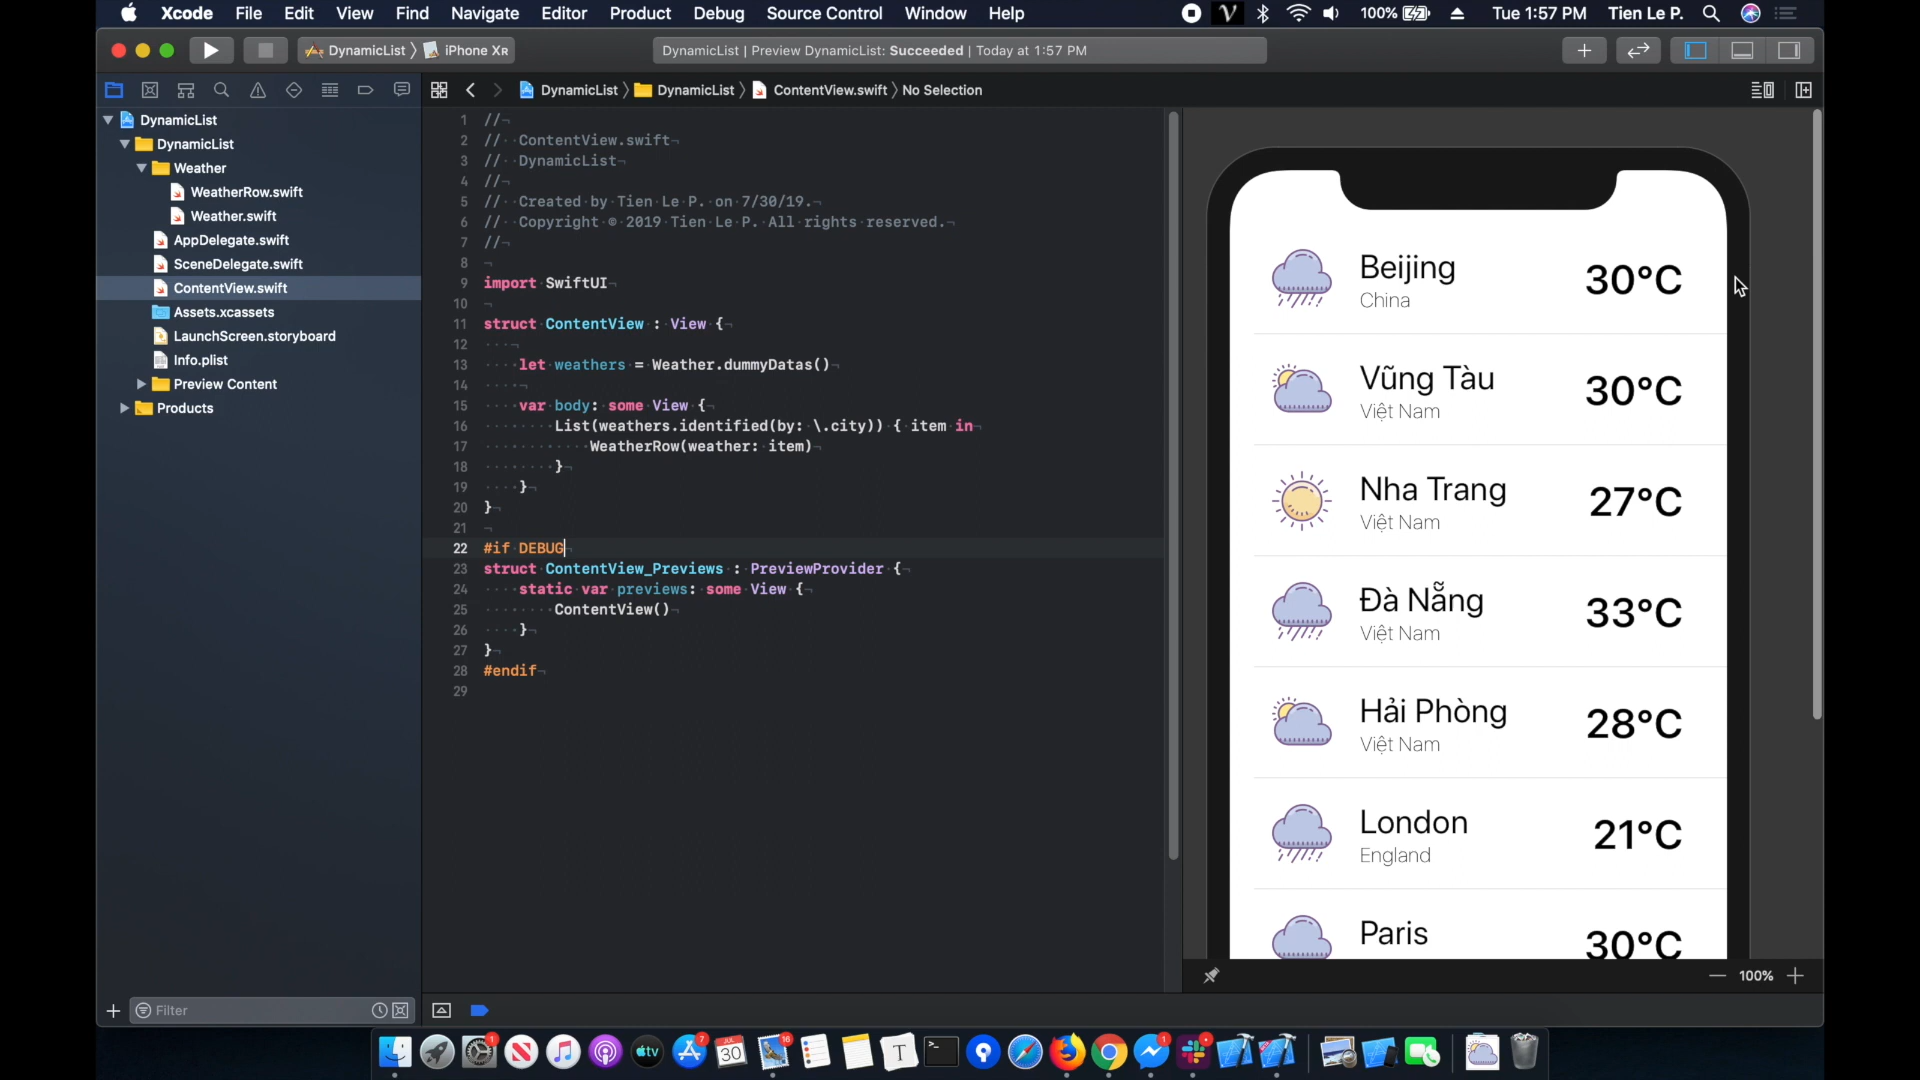 Xcode File Edit View Find Navigate Editor Product Debug Source Control Window Help 100% Tue 1:57 PM Tien Le P.
DynamicList iPhone XR
DynamicList | Preview DynamicList: Succeeded | Today at 1:57 PM
DynamicList DynamicList ContentView.swift No Selection
DynamicList
DynamicList
Weather
WeatherRow.swift
Weather.swift
AppDelegate.swift
SceneDelegate.swift
ContentView.swift
Assets.xcassets
LaunchScreen.storyboard
Info.plist
Preview Content
Products
Filter
1 //
2 // ContentView.swift
3 // DynamicList
4 //
5 // Created by Tien Le P. on 7/30/19.
6 // Copyright © 2019 Tien Le P. All rights reserved.
7 //
8
9 import SwiftUI
10
11 struct ContentView : View {
12
13 let weathers = Weather.dummyDatas()
14
15 var body: some View {
16 List(weathers.identified(by: \.city)) { item in
17 WeatherRow(weather: item)
18 }
19 }
20 }
21
22 #if DEBUG
23 struct ContentView_Previews : PreviewProvider {
24 static var previews: some View {
25 ContentView()
26 }
27 }
28 #endif
29
Beijing
China
30°C
Vũng Tàu
Việt Nam
30°C
Nha Trang
Việt Nam
27°C
Đà Nẵng
Việt Nam
33°C
Hải Phòng
Việt Nam
28°C
London
England
21°C
Paris
30°C
100%
1
tv
7
JUL
30
16
T
1